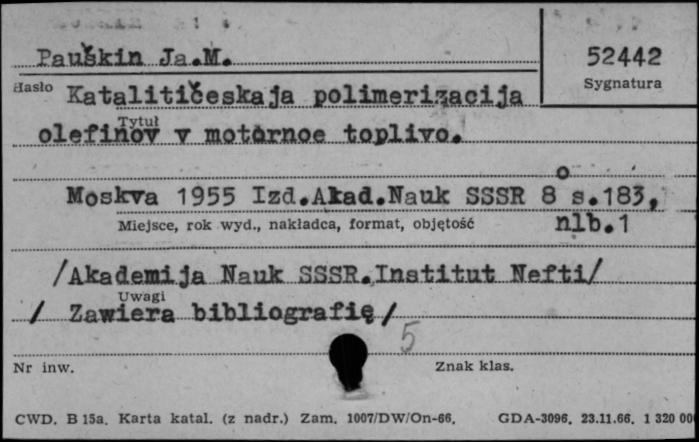 Pauškin Ja.M.
52442
Hasło
Sygnatura
Katalitičeskaja polimerizacija
Tytuł
olefinov v motornoe toplivo.
Moskva 1955 Izd.Akad.Nauk SSSR 8° s.183,
Miejsce, rok wyd., nakładca, format, objętość
nlb.1
/Akademija Nauk SSSR.Institut Nefti/
Uwagi
/ Zawiera bibliografię/
5
Nr inw.
Znak klas.
CWD. B 15a. Karta katal. (z nadr.) Zam. 1007/DW/On-66. GDA-3096. 23.11.66. 1 320 00